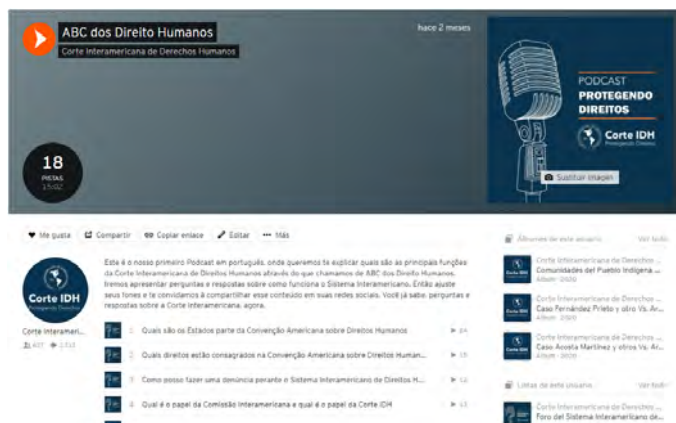 ABC dos Direito Humanos
Corte Interamericana de Derechos Humanos
hace 2 meses
18
PISTAS
15:02
PODCAST
PROTEGENDO
DIREITOS
Corte IDH
Protegiendo Derechos
Sustituir imagen
Me gusta
Compartir
Copiar enlace
Editar
Más
Corte IDH
Protegiendo Derechos
Corte Interameri...
Este é o nosso primeiro Podcast em português, onde queremos te explicar quais são as principais funções
da Corte Interamericana de Direitos Humanos através do que chamamos de ABC dos Direito Humanos.
Iremos apresentar perguntas e respostas sobre como funciona o Sistema Interamericano. Então ajuste
seus fones e te convidamos à compartilhar esse conteúdo em suas redes sociais. Você já sabe, perguntas e
respostas sobre a Corte Interamericana, agora.
1 Quais são os Estados parte da Convenção Americana sobre Direitos Humanos
2 Quais direitos estão consagrados na Convenção Americana sobre Direitos Human...
3 Como posso fazer uma denúncia perante o Sistema Interamericano de Direitos H...
4 Qual é o papel da Comissão Interamericana e qual é o papel da Corte IDH
Álbumes de este usuario
Ver todo
Corte Interamericana de Derechos ...
Comunidades del Pueblo Indígena ...
Álbum · 2020
Corte Interamericana de Derechos ...
Caso Fernández Prieto y otro Vs. Ar...
Álbum · 2020
Corte Interamericana de Derechos ...
Caso Acosta Martínez y otros Vs. Ar...
Álbum · 2020
Listas de este usuario
Ver todo
Corte Interamericana de Derechos ...
Foro del Sistema Interamericano de...